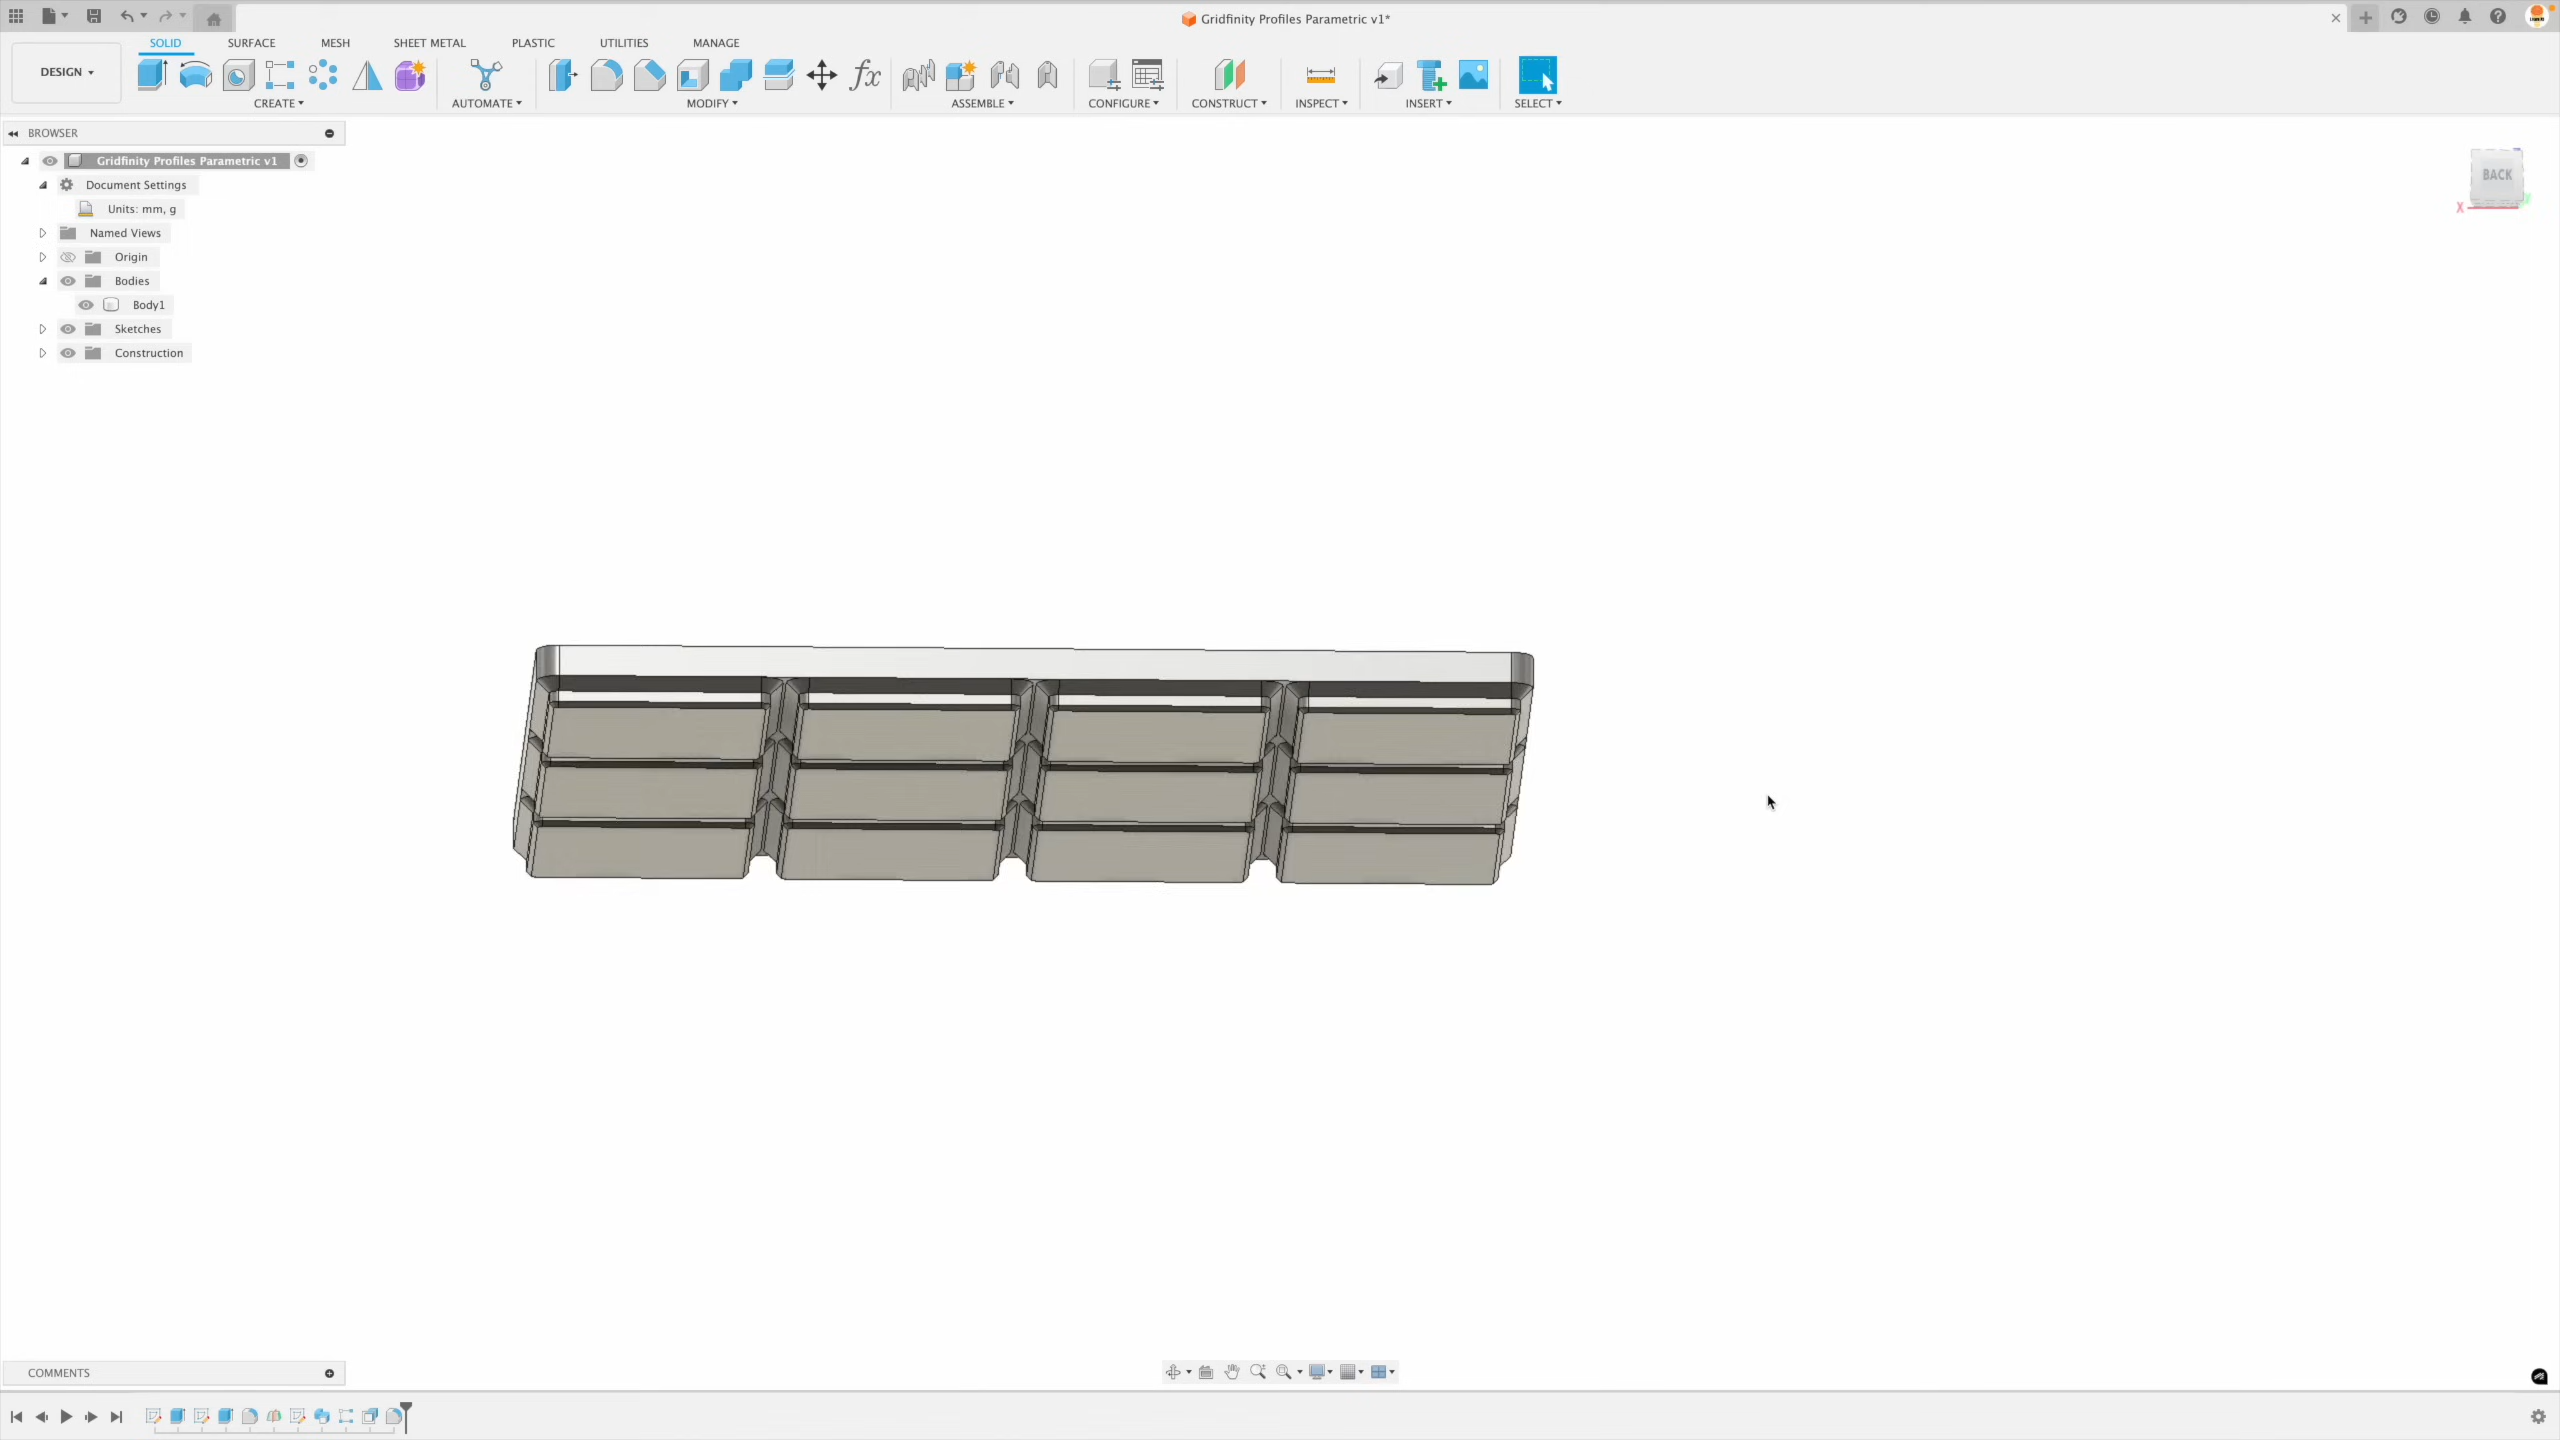 Gridfinity Profiles Parametric v1*
SOLID SURFACE MESH SHEET METAL PLASTIC UTILITIES MANAGE
DESIGN
CREATE AUTOMATE MODIFY ASSEMBLE CONFIGURE CONSTRUCT INSPECT INSERT SELECT
BROWSER
Gridfinity Profiles Parametric v1
Document Settings
Units: mm, g
Named Views
Origin
Bodies
Body1
Sketches
Construction
BACK
X
COMMENTS